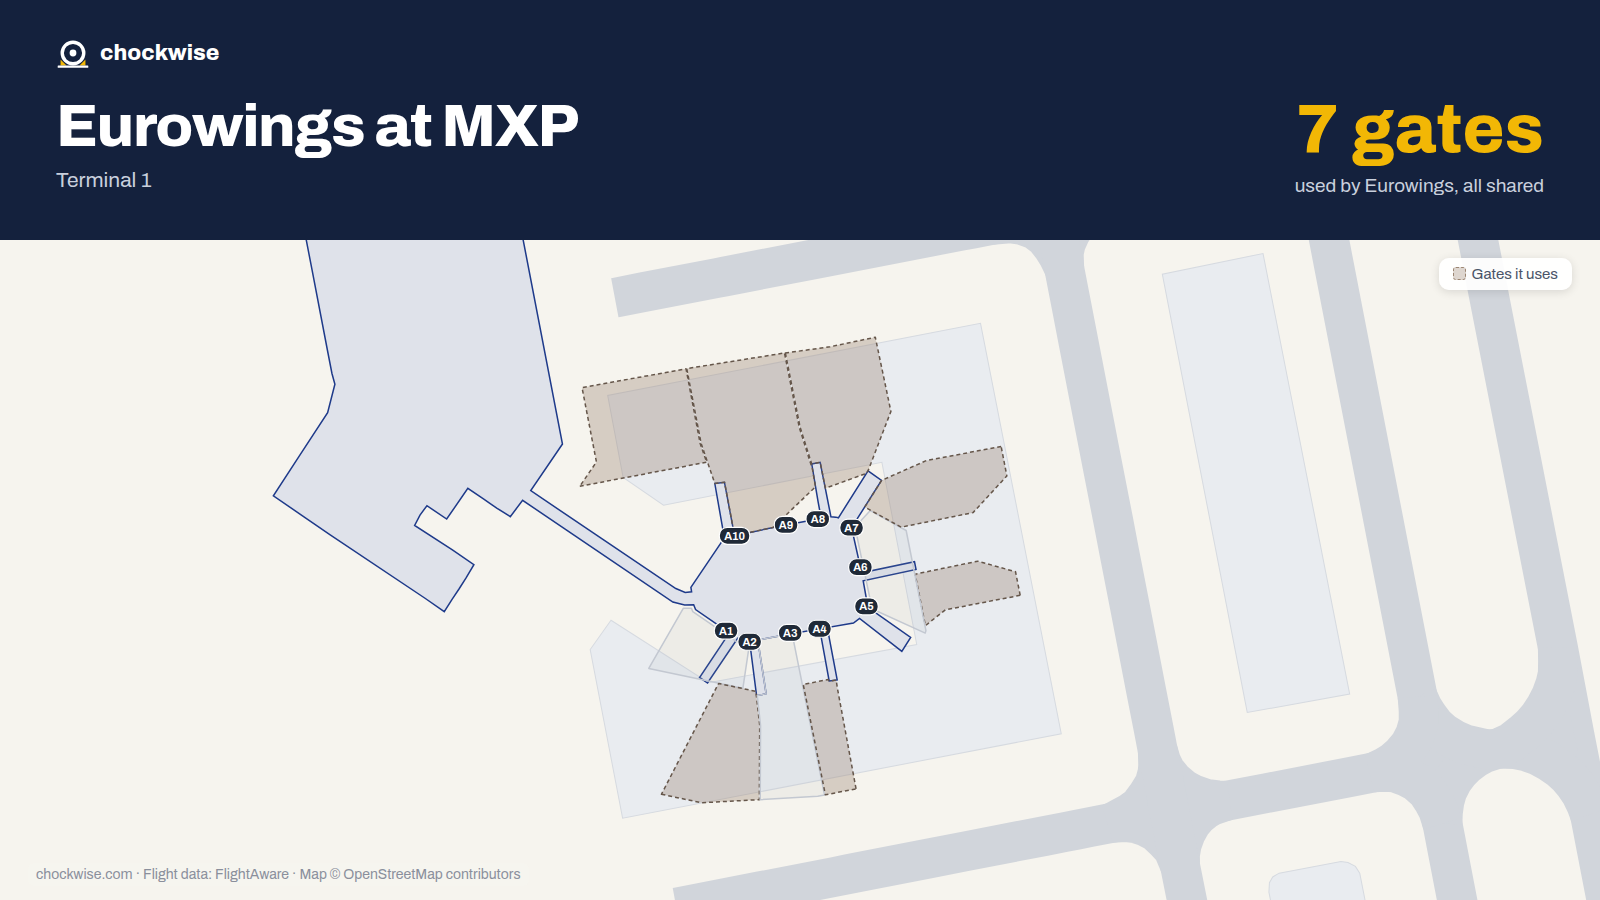 chockwise
Eurowings at MXP
Terminal 1
7 gates
used by Eurowings, all shared
Gates it uses
A10
A9
A8
A7
A6
A5
A1
A2
A3
A4
chockwise.com · Flight data: FlightAware · Map © OpenStreetMap contributors